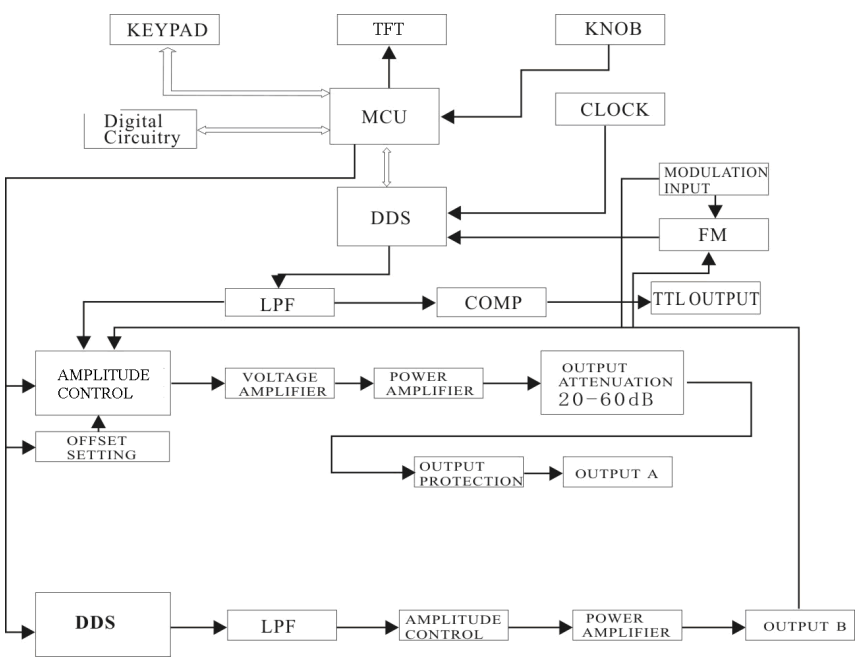 KEYPAD
TFT
KNOB
MCU
CLOCK
Digital
Circuitry
MODULATION
INPUT
DDS
FM
LPF
COMP
TTL OUTPUT
AMPLITUDE
CONTROL
VOLTAGE
AMPLIFIER
POWER
AMPLIFIER
OUTPUT
ATTENUATION
20-60dB
OFFSET
SETTING
OUTPUT
PROTECTION
OUTPUT A
DDS
LPF
AMPLITUDE
CONTROL
POWER
AMPLIFIER
OUTPUT B